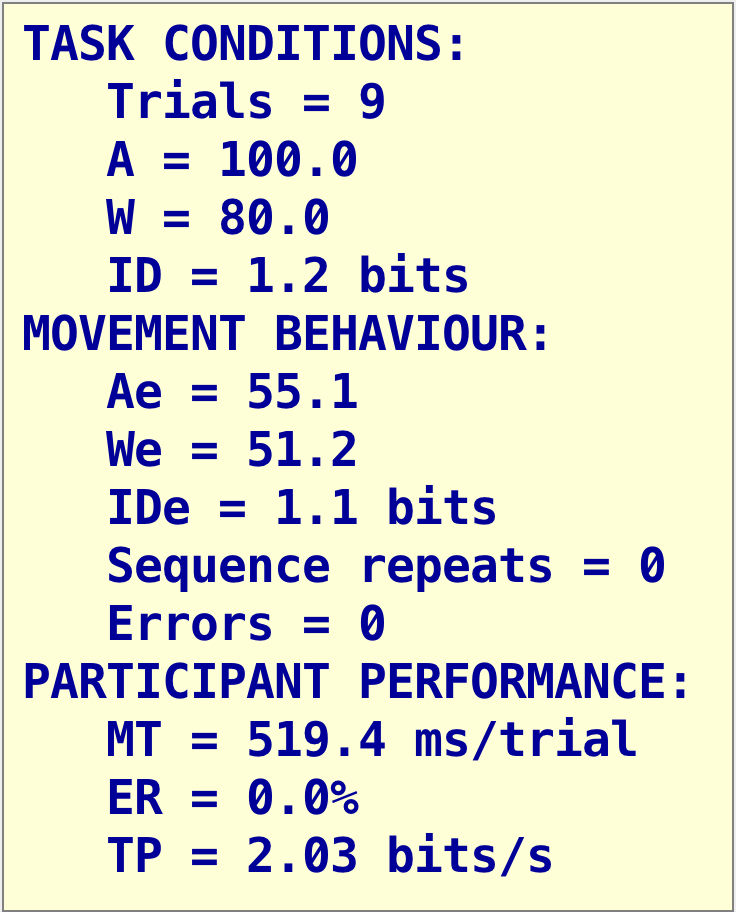 TASK CONDITIONS:
Trials = 9
A = 100.0
W = 80.0
ID = 1.2 bits
MOVEMENT BEHAVIOUR:
Ae = 55.1
We = 51.2
IDe = 1.1 bits
Sequence repeats = 0
Errors = 0
PARTICIPANT PERFORMANCE:
MT = 519.4 ms/trial
ER = 0.0%
TP = 2.03 bits/s